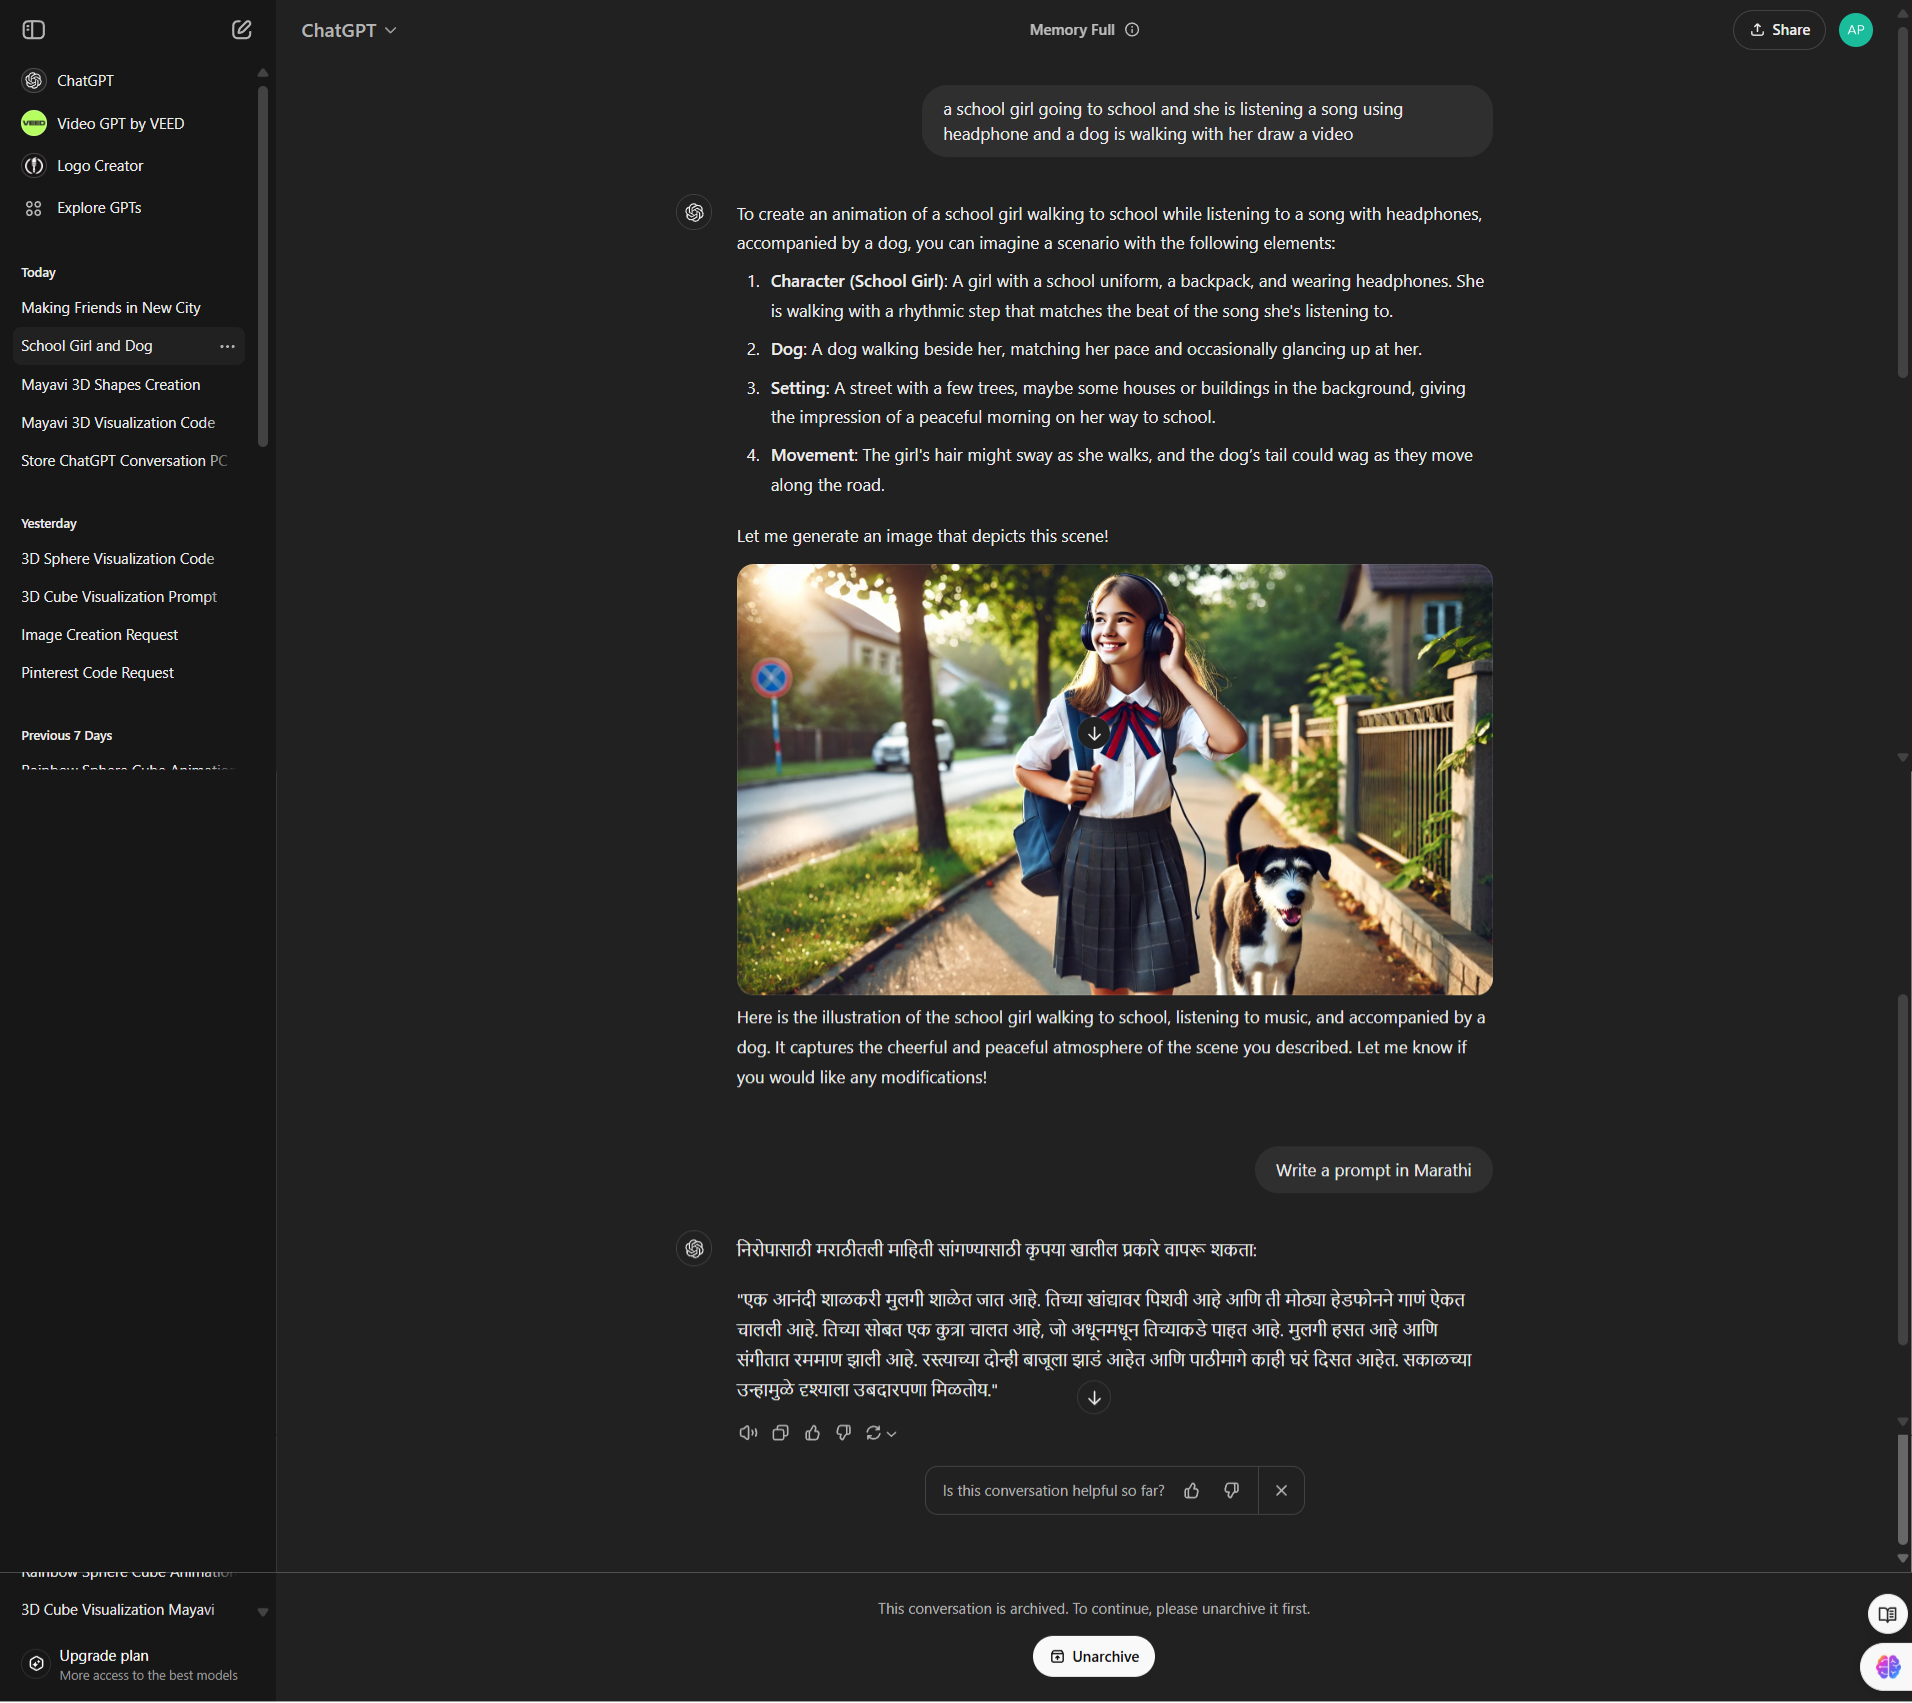 ChatGPT
Video GPT by VEED
Logo Creator
Explore GPTs
Today
Making Friends in New City
School Girl and Dog
Mayavi 3D Shapes Creation
Mayavi 3D Visualization Code
Store ChatGPT Conversation PC
Yesterday
3D Sphere Visualization Code
3D Cube Visualization Prompt
Image Creation Request
Pinterest Code Request
Previous 7 Days
Rainbow Sphere Cube Animation
Rainbow Sphere Cube Animation
3D Cube Visualization Mayavi
Upgrade plan
More access to the best models
ChatGPT
Memory Full
Share
AP
a school girl going to school and she is listening a song using
headphone and a dog is walking with her draw a video
To create an animation of a school girl walking to school while listening to a song with headphones,
accompanied by a dog, you can imagine a scenario with the following elements:
1. Character (School Girl): A girl with a school uniform, a backpack, and wearing headphones. She
is walking with a rhythmic step that matches the beat of the song she's listening to.
2. Dog: A dog walking beside her, matching her pace and occasionally glancing up at her.
3. Setting: A street with a few trees, maybe some houses or buildings in the background, giving
the impression of a peaceful morning on her way to school.
4. Movement: The girl's hair might sway as she walks, and the dog’s tail could wag as they move
along the road.
Let me generate an image that depicts this scene!
Here is the illustration of the school girl walking to school, listening to music, and accompanied by a
dog. It captures the cheerful and peaceful atmosphere of the scene you described. Let me know if
you would like any modifications!
Write a prompt in Marathi
निरोपासाठी मराठीतली माहिती सांगण्यासाठी कृपया खालील प्रकारे वापरू शकता:
"एक आनंदी शाळकरी मुलगी शाळेत जात आहे. तिच्या खांद्यावर पिशवी आहे आणि ती मोठ्या हेडफोनने गाणं ऐकत
चालली आहे. तिच्या सोबत एक कुत्रा चालत आहे, जो अधूनमधून तिच्याकडे पाहत आहे. मुलगी हसत आहे आणि
संगीतात रममाण झाली आहे. रस्त्याच्या दोन्ही बाजूला झाडं आहेत आणि पाठीमागे काही घरं दिसत आहेत. सकाळच्या
उन्हामुळे दृश्याला उबदारपणा मिळतोय."
Is this conversation helpful so far?
This conversation is archived. To continue, please unarchive it first.
Unarchive